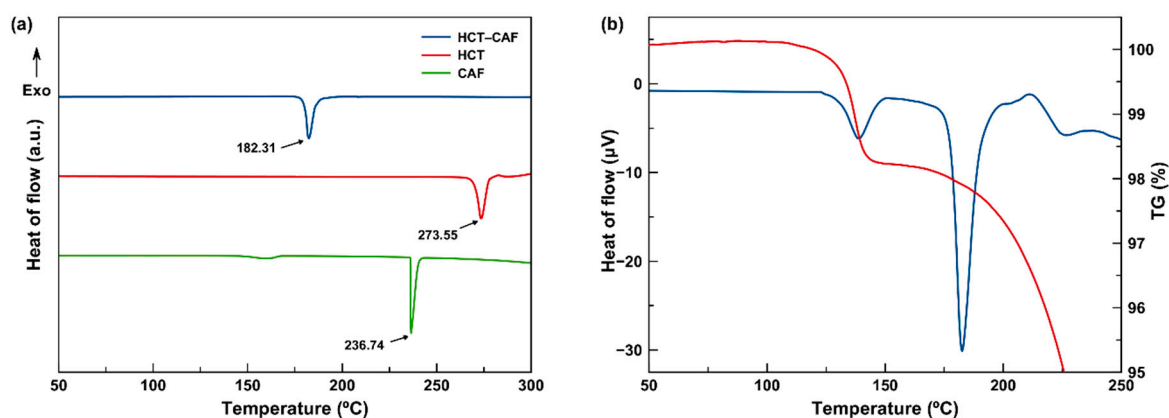 (a)
Exo
HCT–CAF
HCT
CAF
182.31
273.55
236.74
Heat of flow (a.u.)
50 100 150 200 250 300
Temperature (ºC)
(b)
Heat of flow (µV)
0
−10
−20
−30
100
99
98
97
96
95
TG (%)
50 100 150 200 250
Temperature (ºC)